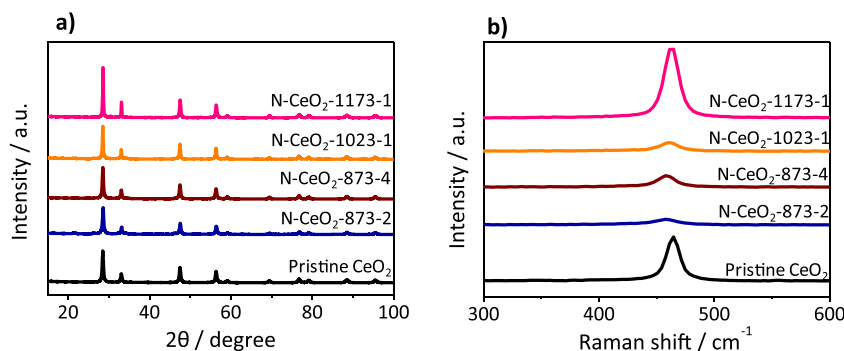 a)
Intensity / a.u.
N-CeO₂-1173-1
N-CeO₂-1023-1
N-CeO₂-873-4
N-CeO₂-873-2
Pristine CeO₂
20 40 60 80 100
2θ / degree
b)
Intensity / a.u.
N-CeO₂-1173-1
N-CeO₂-1023-1
N-CeO₂-873-4
N-CeO₂-873-2
Pristine CeO₂
300 400 500 600
Raman shift / cm⁻¹